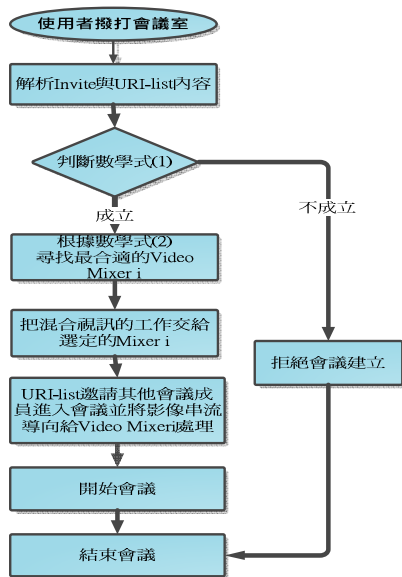 使用者撥打會議室
解析Invite與URI-list內容
判斷數學式(1)
成立
不成立
根據數學式(2)
尋找最合適的Video
Mixer i
把混合視訊的工作交給
選定的Mixer i
拒絕會議建立
URI-list邀請其他會議成
員進入會議並將影像串流
導向給Video Mixeri處理
開始會議
結束會議